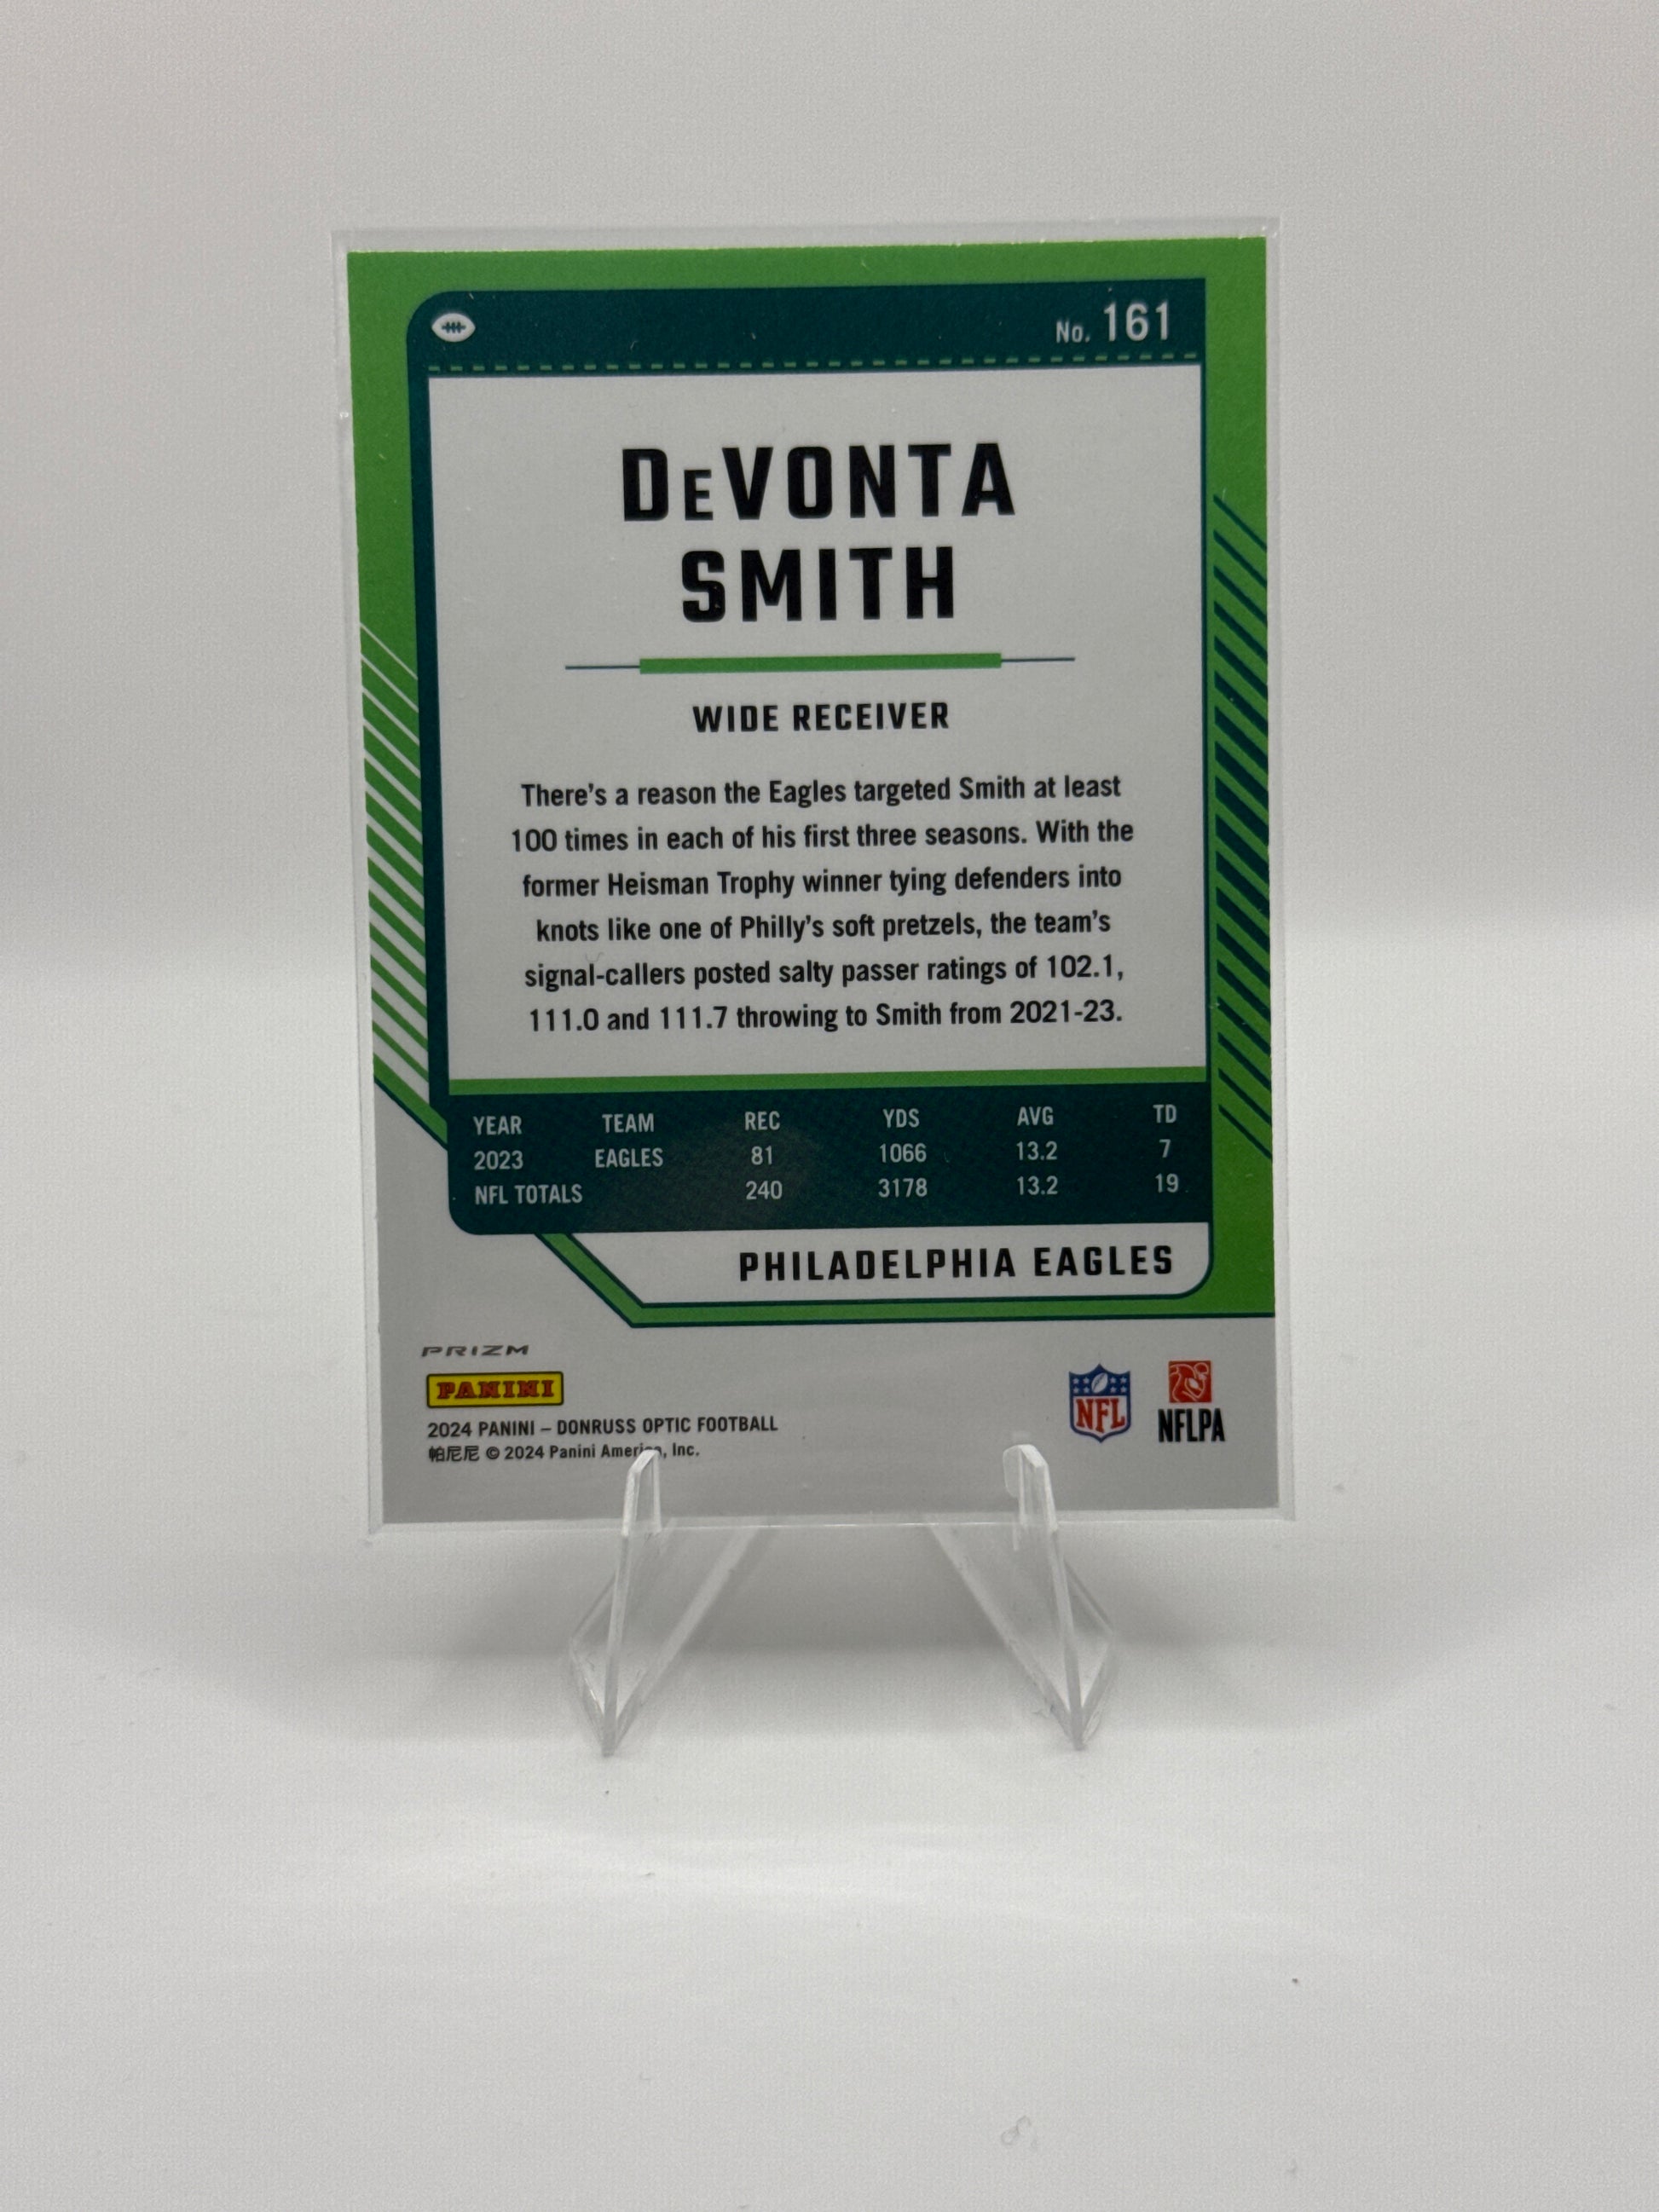 No. 161
DeVONTA
SMITH
WIDE RECEIVER
There's a reason the Eagles targeted Smith at least
100 times in each of his first three seasons. With the
former Heisman Trophy winner tying defenders into
knots like one of Philly's soft pretzels, the team's
signal-callers posted salty passer ratings of 102.1,
111.0 and 111.7 throwing to Smith from 2021-23.
YEAR TEAM REC YDS AVG TD
2023 EAGLES 81 1066 13.2 7
NFL TOTALS 240 3178 13.2 19
PHILADELPHIA EAGLES
PRIZM
PANINI
2024 PANINI – DONRUSS OPTIC FOOTBALL
帕尼尼 © 2024 Panini America, Inc.
NFL
NFLPA